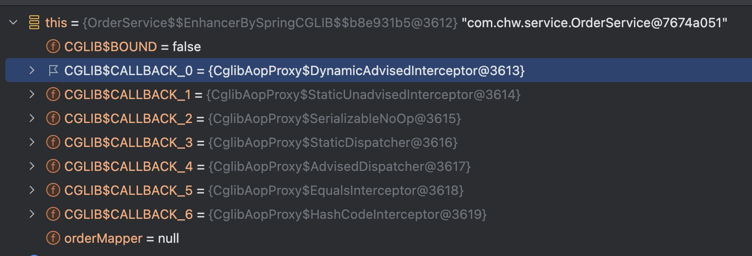 this = {OrderService$$EnhancerBySpringCGLIB$$b8e931b5@3612} "com.chw.service.OrderService@7674a051"
CGLIB$BOUND = false
CGLIB$CALLBACK_0 = {CglibAopProxy$DynamicAdvisedInterceptor@3613}
CGLIB$CALLBACK_1 = {CglibAopProxy$StaticUnadvisedInterceptor@3614}
CGLIB$CALLBACK_2 = {CglibAopProxy$SerializableNoOp@3615}
CGLIB$CALLBACK_3 = {CglibAopProxy$StaticDispatcher@3616}
CGLIB$CALLBACK_4 = {CglibAopProxy$AdvisedDispatcher@3617}
CGLIB$CALLBACK_5 = {CglibAopProxy$EqualsInterceptor@3618}
CGLIB$CALLBACK_6 = {CglibAopProxy$HashCodeInterceptor@3619}
orderMapper = null